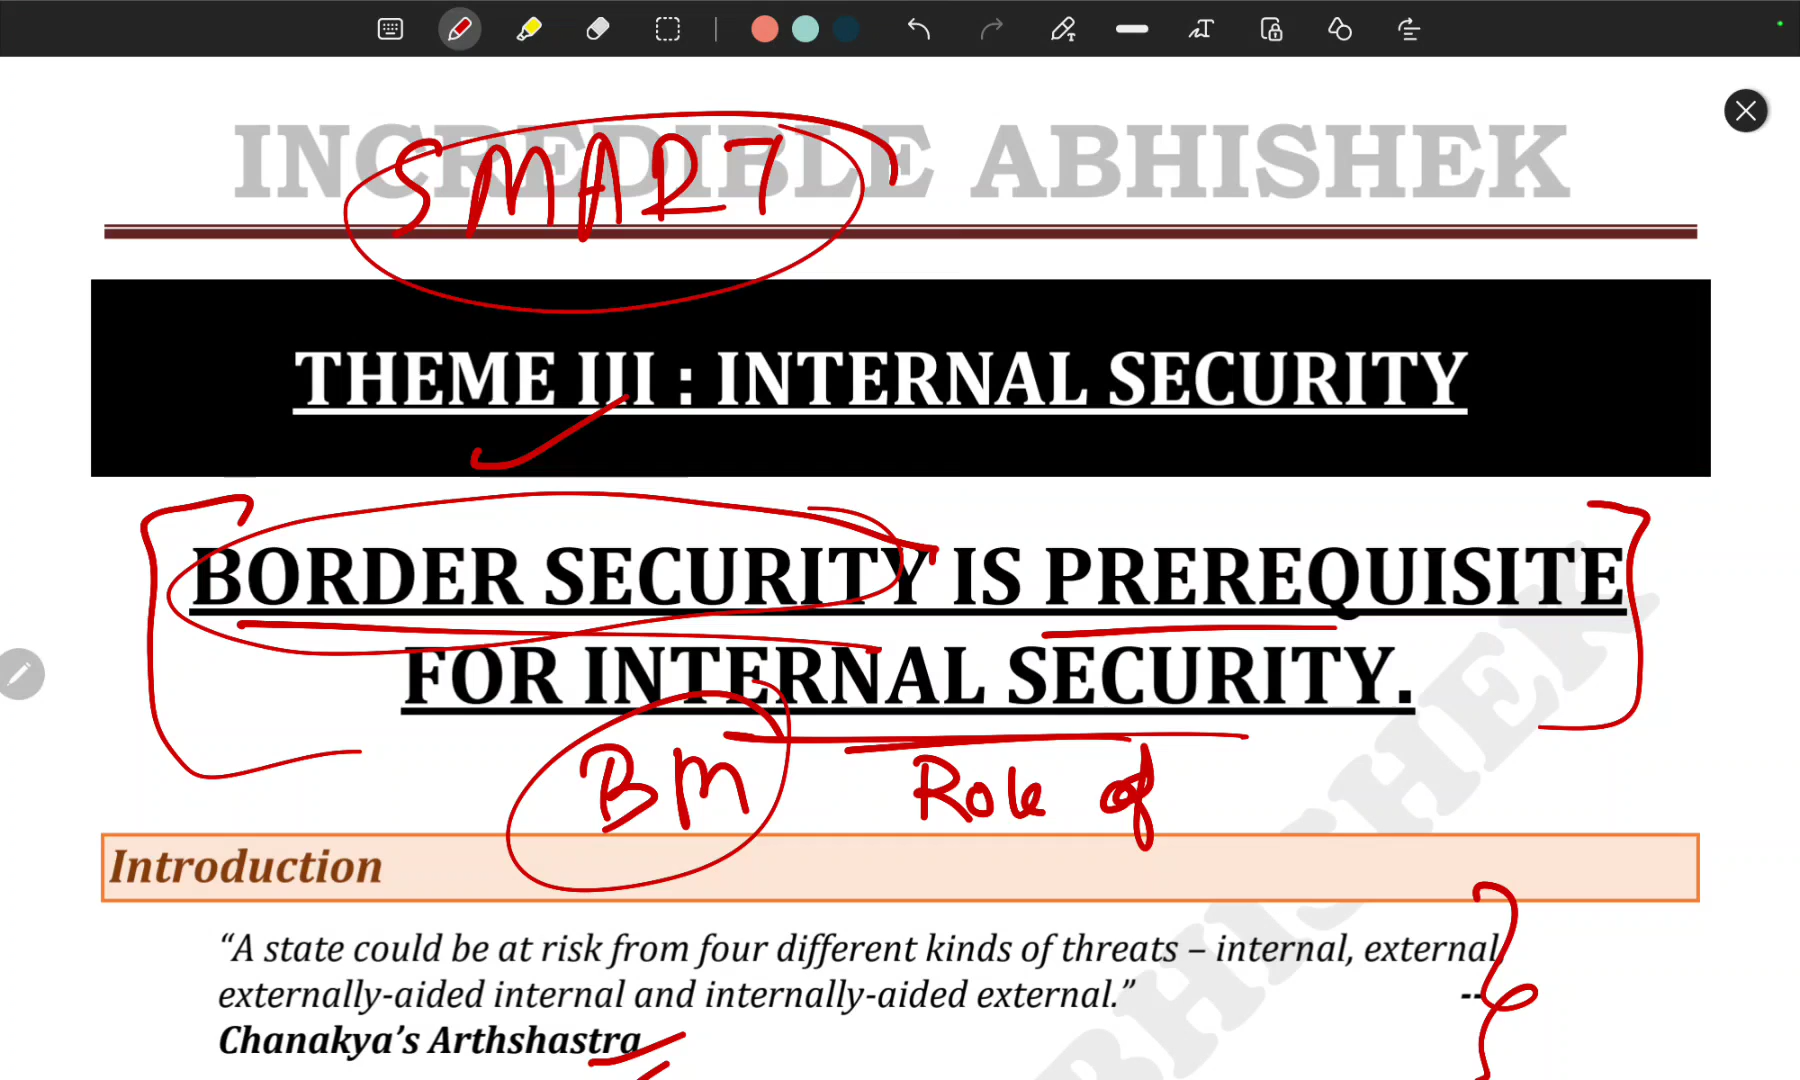 INCREDIBLE ABHISHEK
SMART
THEME III : INTERNAL SECURITY
BORDER SECURITY IS PREREQUISITE
FOR INTERNAL SECURITY.
BM Role of
Introduction
“A state could be at risk from four different kinds of threats – internal, external,
externally-aided internal and internally-aided external.” --
Chanakya’s Arthshastra
ABHISHEK